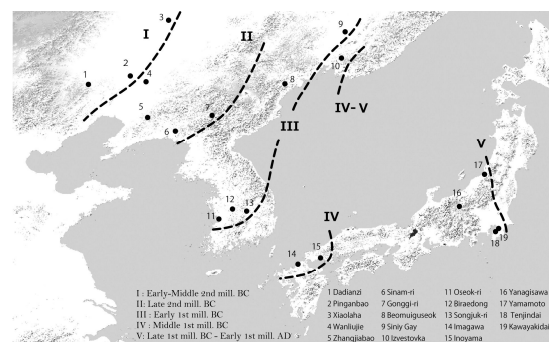 I
II
III
IV-V
V
IV
1
2
3
4
5
6
7
8
9
10
11
12
13
14
15
16
17
18
19
I : Early-Middle 2nd mill. BC
II: Late 2nd mill. BC
III : Early 1st mill. BC
IV : Middle 1st mill. BC
V: Late 1st mill. BC - Early 1st mill. AD
1 Dadianzi
2 Pinganbao
3 Xiaolaha
4 Wanliujie
5 Zhangjiabao
6 Sinam-ri
7 Gonggi-ri
8 Beomuiguseok
9 Siniy Gay
10 Izvestovka
11 Oseok-ri
12 Biraedong
13 Songjuk-ri
14 Imagawa
15 Inoyama
16 Yanagisawa
17 Yamamoto
18 Tenjindai
19 Kawayakidai